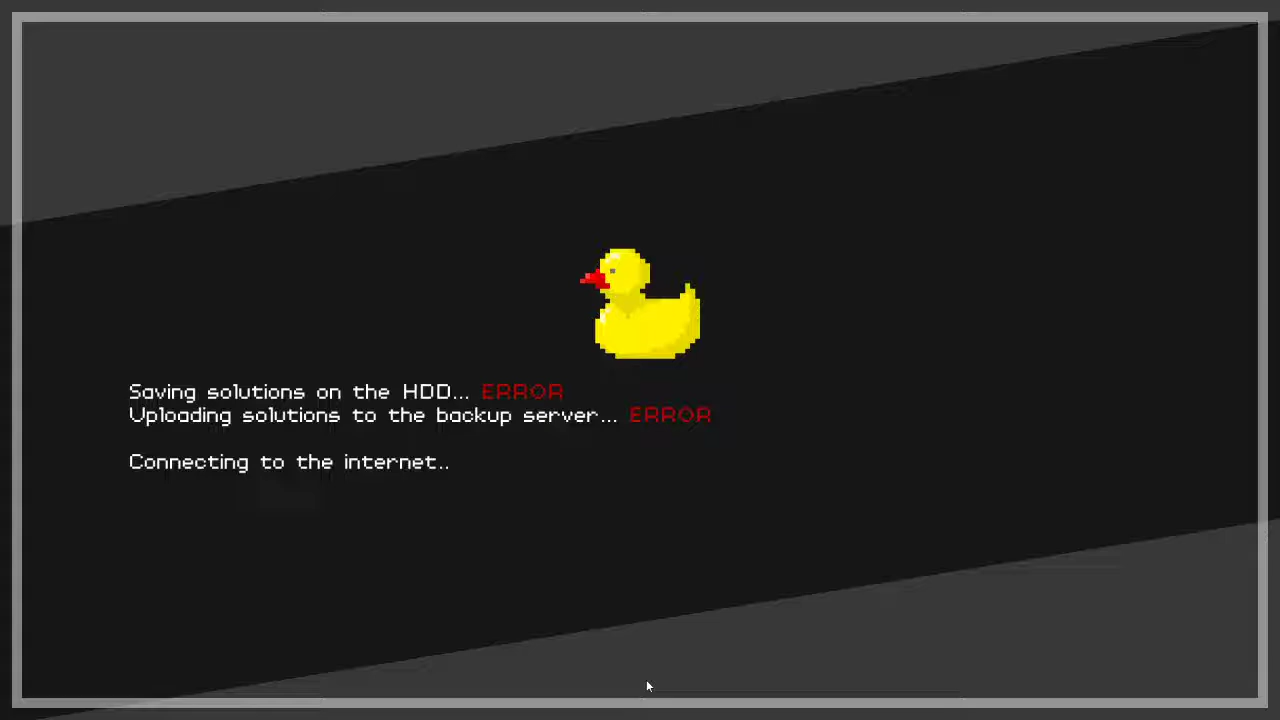 Saving solutions on the HDD... ERROR
Uploading solutions to the backup server... ERROR
Connecting to the internet..